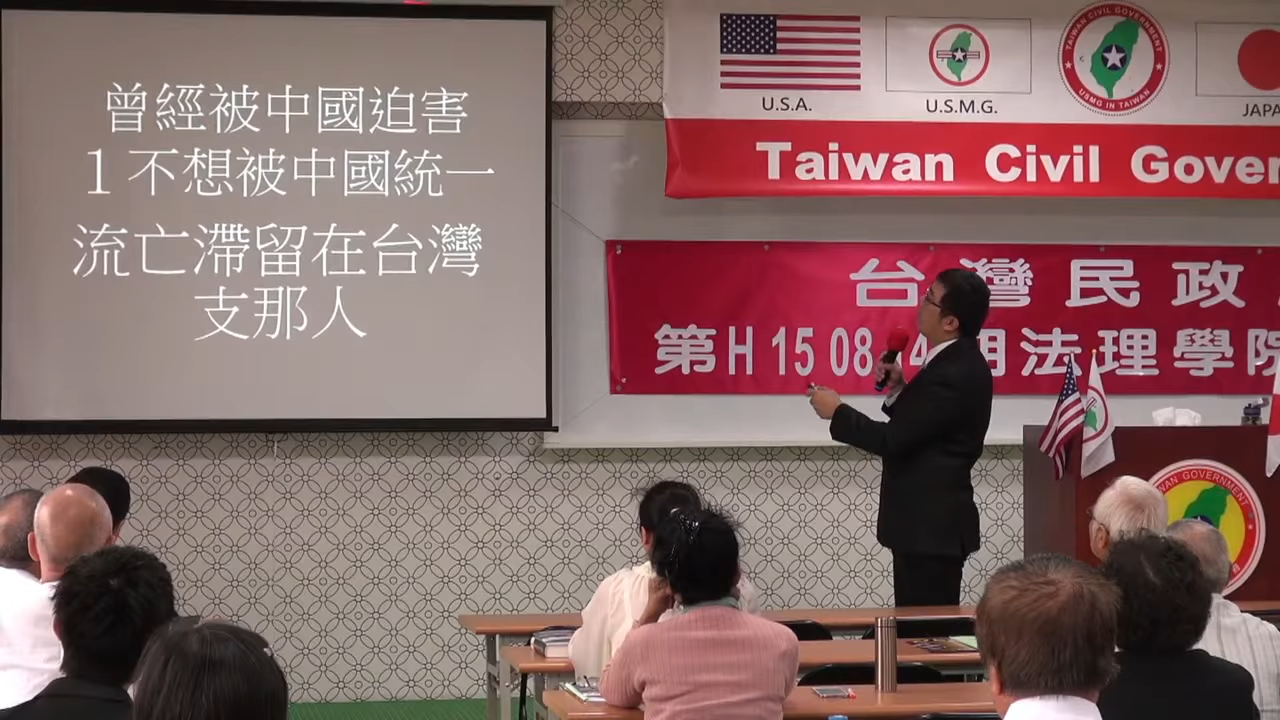 曾經被中國迫害
1 不想被中國統一
流亡滯留在台灣
支那人
U.S.A.
U.S.M.G.
TAIWAN CIVIL GOVERNMENT
USMG IN TAIWAN
JAPA
Taiwan Civil Gover
台灣民政
第H 15 08 4期法理學院
WAN GOVERNMENT